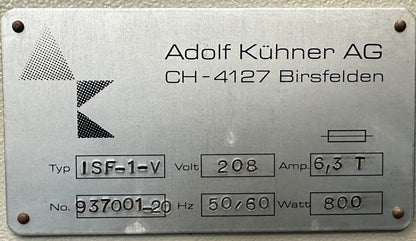 Adolf Kühner AG
CH-4127 Birsfelden
Typ ISF-1-V Volt 208 Amp. 6,3 T
No. 937001-20 Hz 50/60 Watt 800